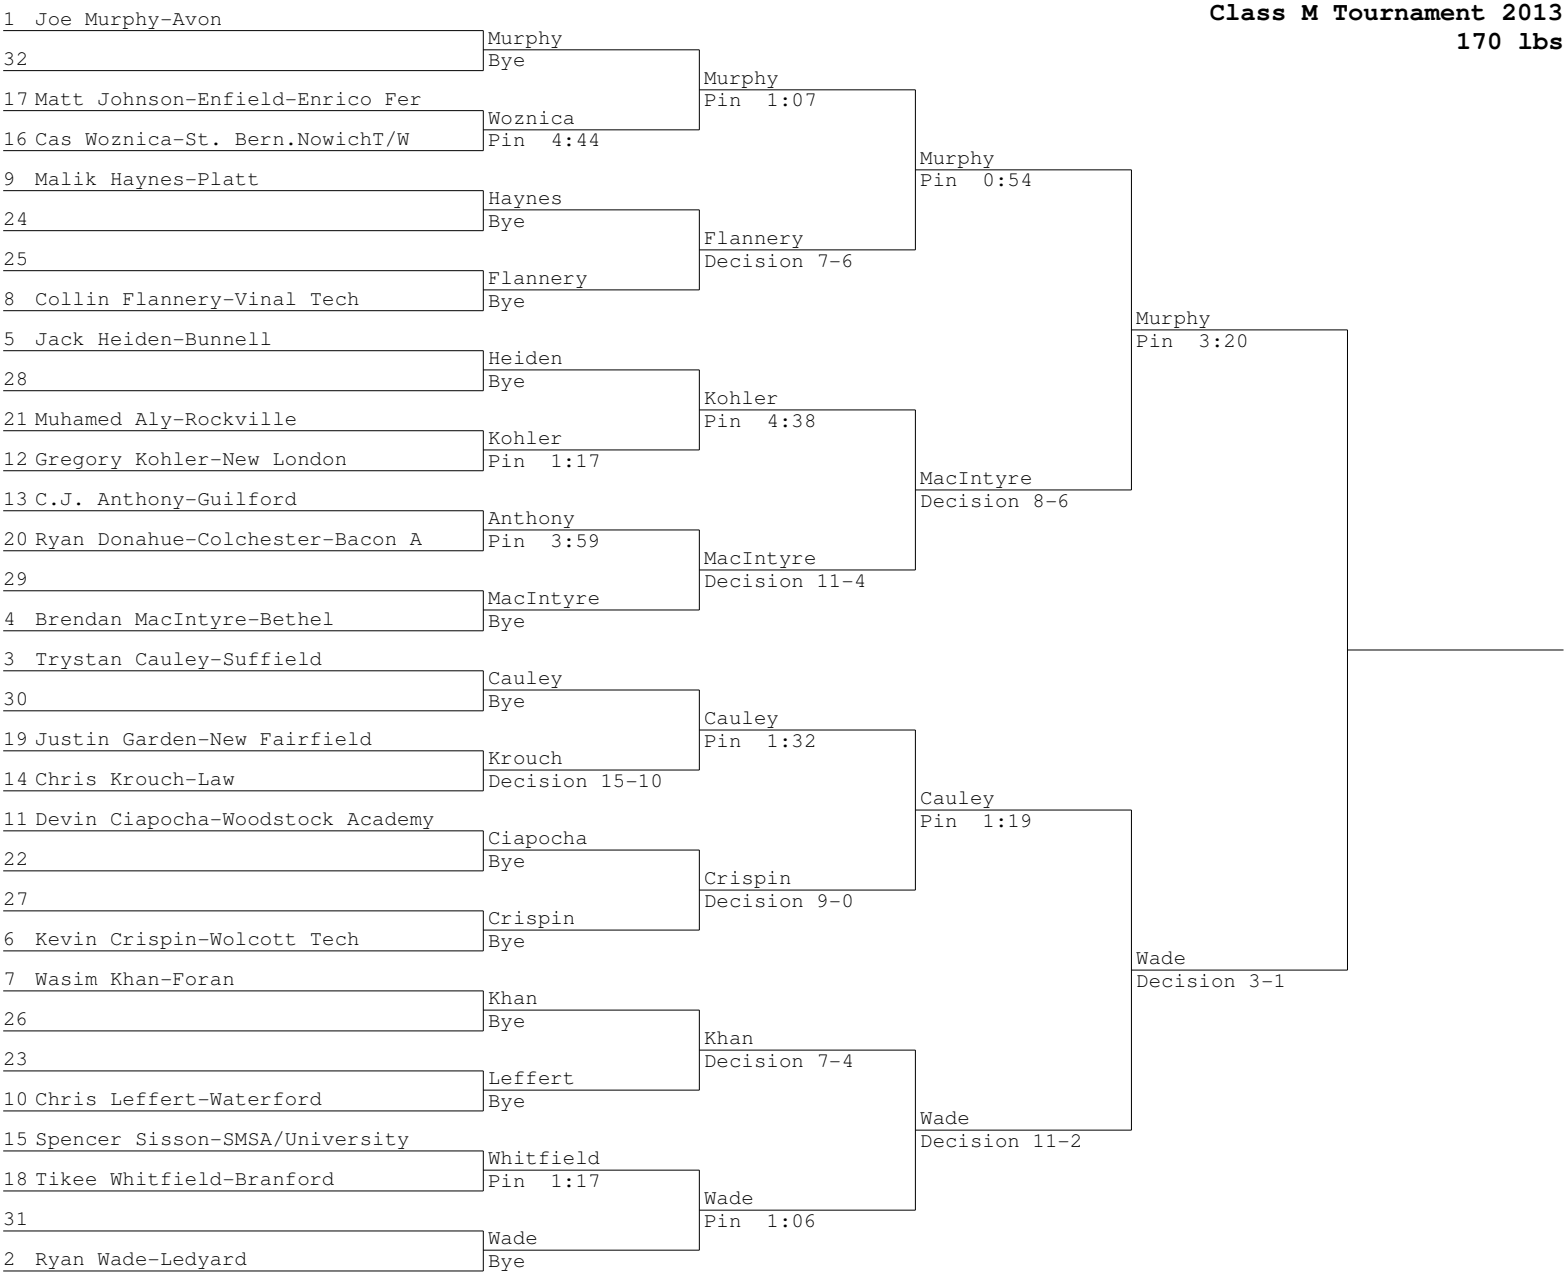 Class M Tournament 2013
170 lbs
1 Joe Murphy-Avon
32
17 Matt Johnson-Enfield-Enrico Fer
16 Cas Woznica-St. Bern.NowichT/W
9 Malik Haynes-Platt
24
25
8 Collin Flannery-Vinal Tech
5 Jack Heiden-Bunnell
28
21 Muhamed Aly-Rockville
12 Gregory Kohler-New London
13 C.J. Anthony-Guilford
20 Ryan Donahue-Colchester-Bacon A
29
4 Brendan MacIntyre-Bethel
3 Trystan Cauley-Suffield
30
19 Justin Garden-New Fairfield
14 Chris Krouch-Law
11 Devin Ciapocha-Woodstock Academy
22
27
6 Kevin Crispin-Wolcott Tech
7 Wasim Khan-Foran
26
23
10 Chris Leffert-Waterford
15 Spencer Sisson-SMSA/University
18 Tikee Whitfield-Branford
31
2 Ryan Wade-Ledyard
Murphy
Bye
Woznica
Pin 4:44
Haynes
Bye
Flannery
Bye
Heiden
Bye
Kohler
Pin 1:17
Anthony
Pin 3:59
MacIntyre
Bye
Cauley
Bye
Krouch
Decision 15-10
Ciapocha
Bye
Crispin
Bye
Khan
Bye
Leffert
Bye
Whitfield
Pin 1:17
Wade
Bye
Murphy
Pin 1:07
Flannery
Decision 7-6
Kohler
Pin 4:38
MacIntyre
Decision 11-4
Cauley
Pin 1:32
Crispin
Decision 9-0
Khan
Decision 7-4
Wade
Pin 1:06
Murphy
Pin 0:54
MacIntyre
Decision 8-6
Cauley
Pin 1:19
Wade
Decision 11-2
Murphy
Pin 3:20
Wade
Decision 3-1